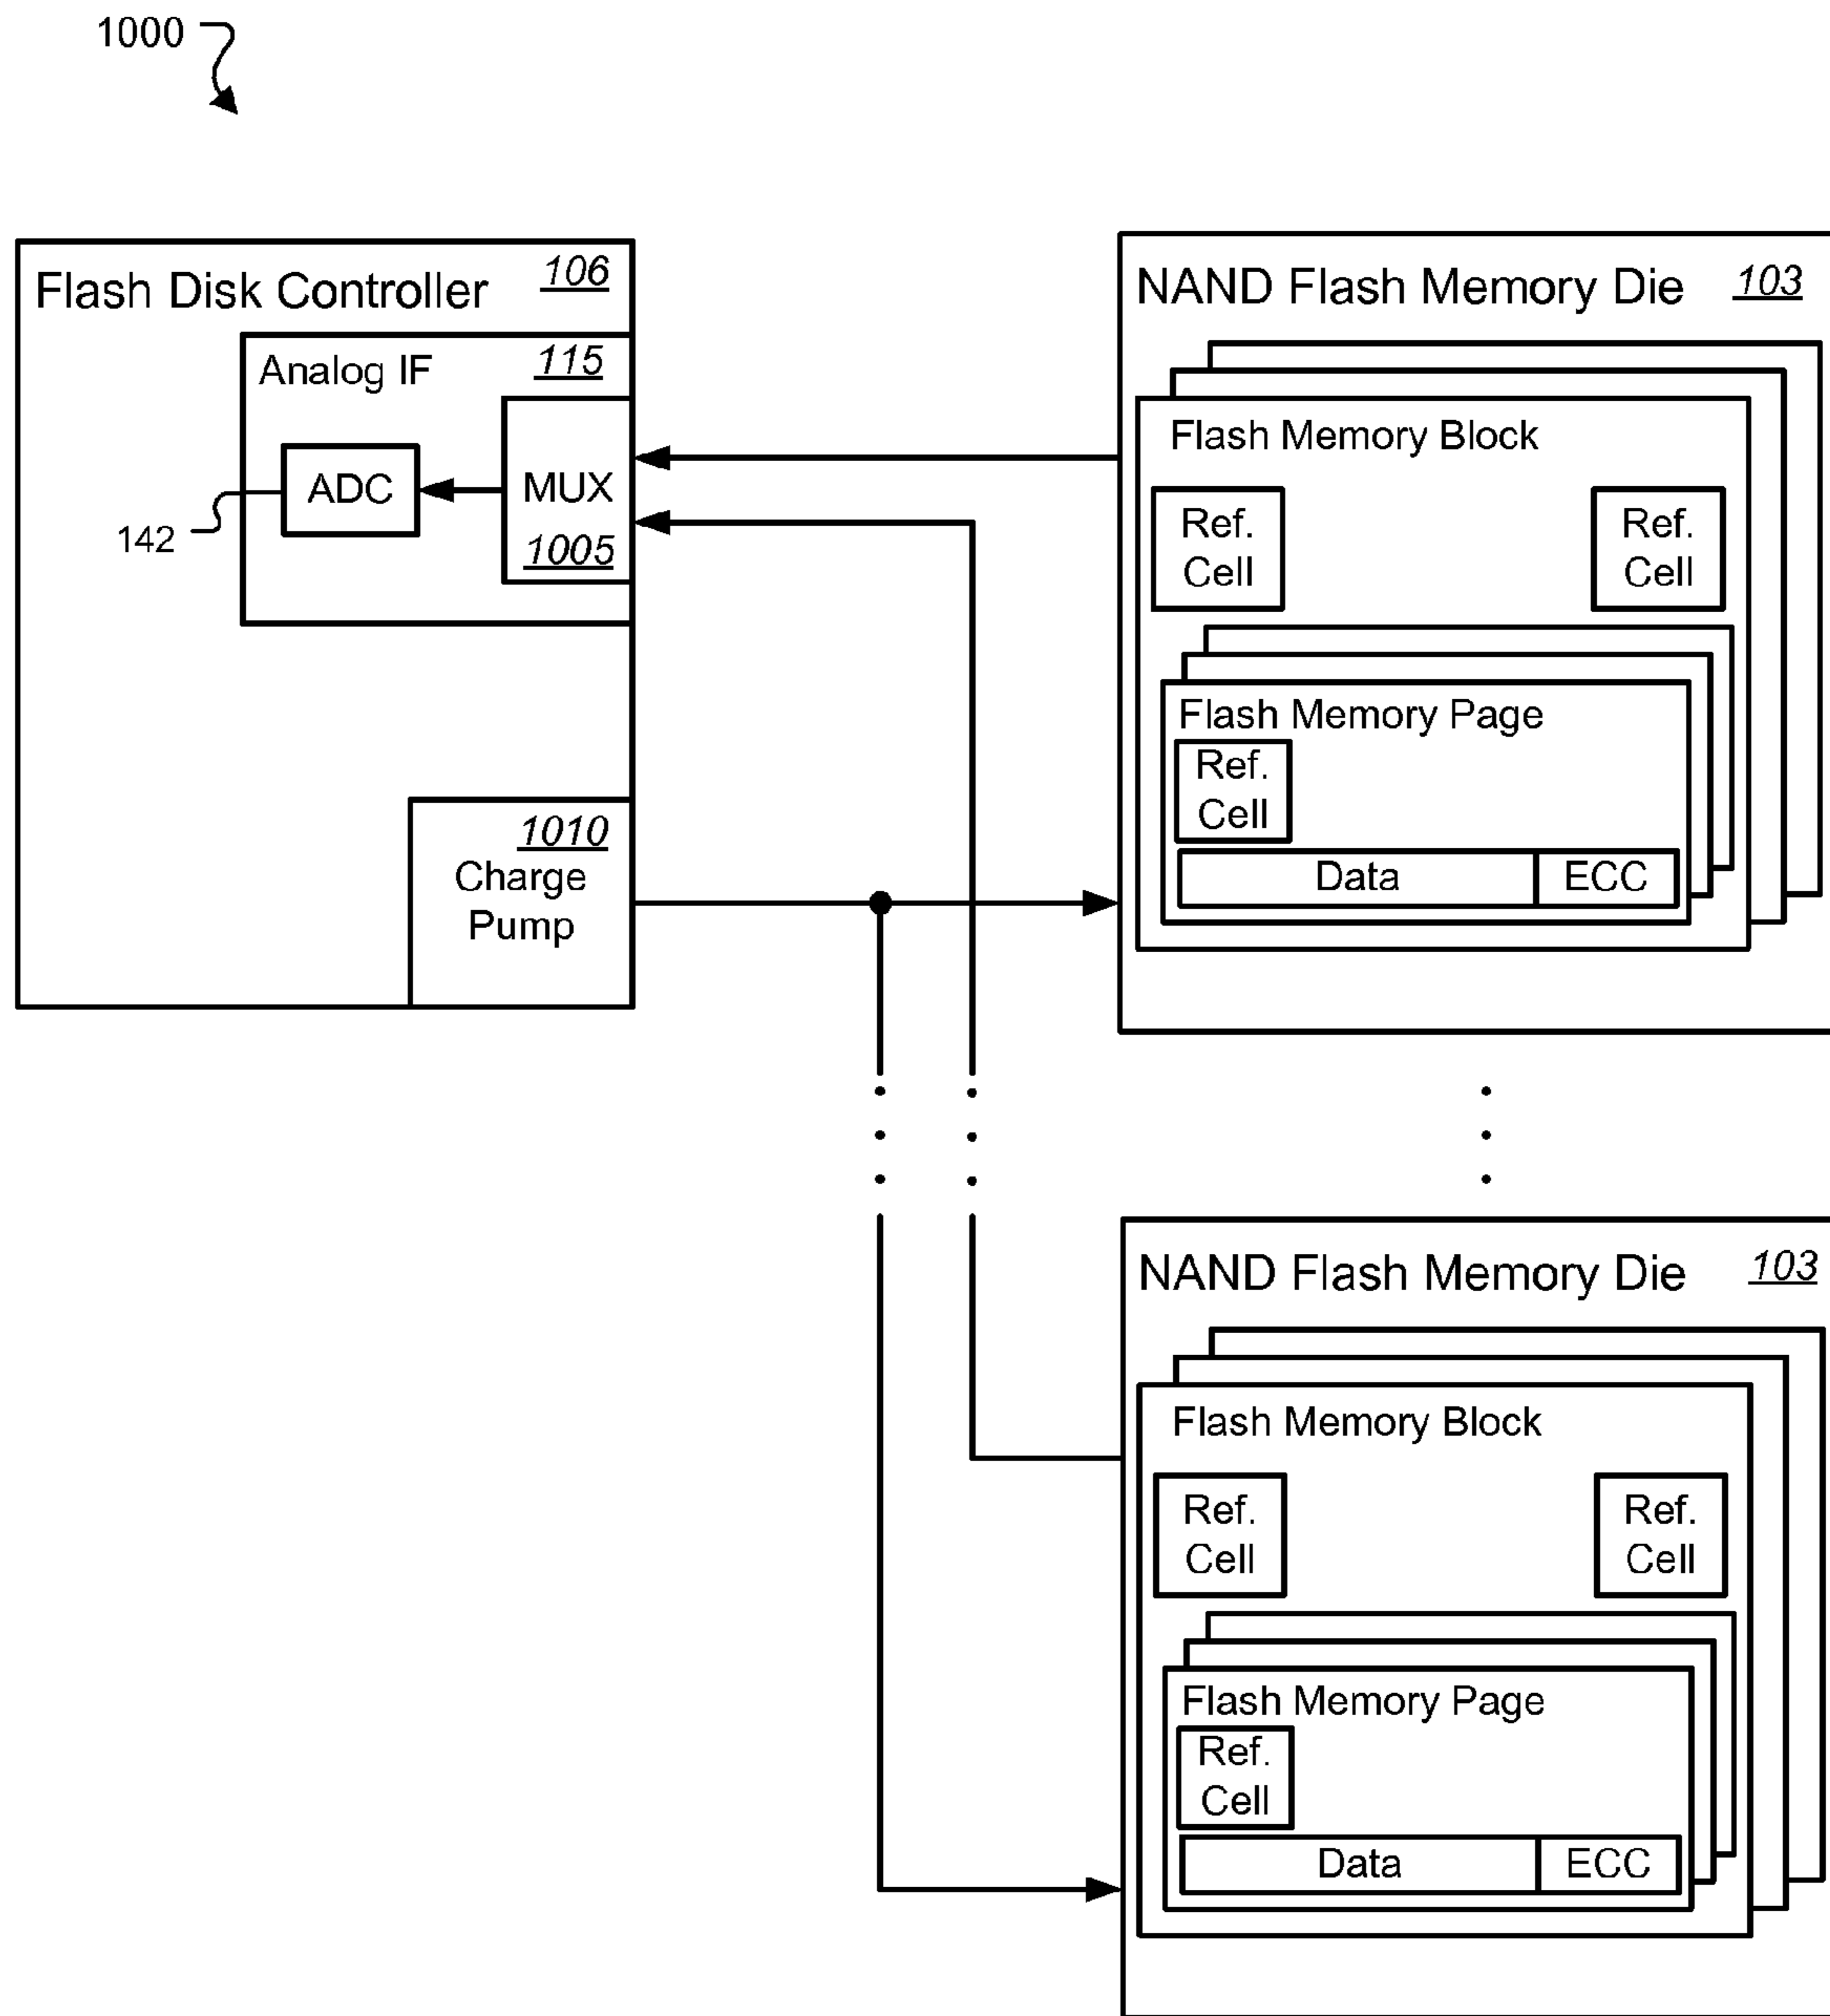 1000
Flash Disk Controller 106
Analog IF 115
ADC
MUX
1005
142
1010
Charge
Pump
NAND Flash Memory Die 103
Flash Memory Block
Ref.
Cell
Ref.
Cell
Flash Memory Page
Ref.
Cell
Data ECC
NAND Flash Memory Die 103
Flash Memory Block
Ref.
Cell
Ref.
Cell
Flash Memory Page
Ref.
Cell
Data ECC